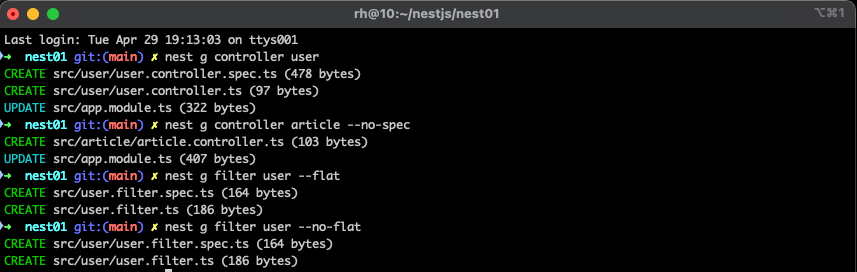 rh@10:~/nestjs/nest01
⌥⌘1
Last login: Tue Apr 29 19:13:03 on ttys001
➜  nest01 git:(main) ✗ nest g controller user
CREATE src/user/user.controller.spec.ts (478 bytes)
CREATE src/user/user.controller.ts (97 bytes)
UPDATE src/app.module.ts (322 bytes)
➜  nest01 git:(main) ✗ nest g controller article --no-spec
CREATE src/article/article.controller.ts (103 bytes)
UPDATE src/app.module.ts (407 bytes)
➜  nest01 git:(main) ✗ nest g filter user --flat
CREATE src/user.filter.spec.ts (164 bytes)
CREATE src/user.filter.ts (186 bytes)
➜  nest01 git:(main) ✗ nest g filter user --no-flat
CREATE src/user/user.filter.spec.ts (164 bytes)
CREATE src/user/user.filter.ts (186 bytes)